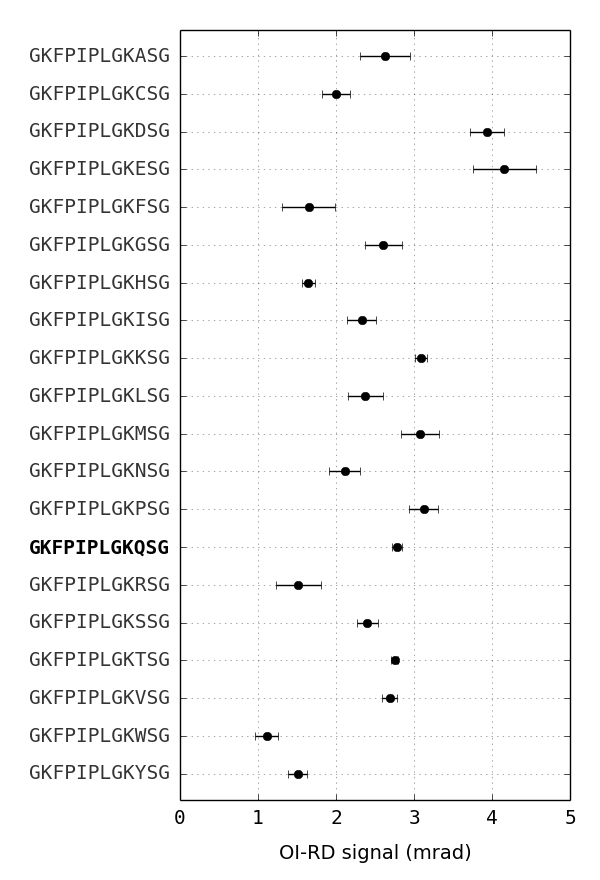 GKFPIPLGKASG
GKFPIPLGKCSG
GKFPIPLGKDSG
GKFPIPLGKESG
GKFPIPLGKFSG
GKFPIPLGKGSG
GKFPIPLGKHSG
GKFPIPLGKISG
GKFPIPLGKKSG
GKFPIPLGKLSG
GKFPIPLGKMSG
GKFPIPLGKNSG
GKFPIPLGKPSG
GKFPIPLGKQSG
GKFPIPLGKRSG
GKFPIPLGKSSG
GKFPIPLGKTSG
GKFPIPLGKVSG
GKFPIPLGKWSG
GKFPIPLGKYSG
0 1 2 3 4 5
OI-RD signal (mrad)